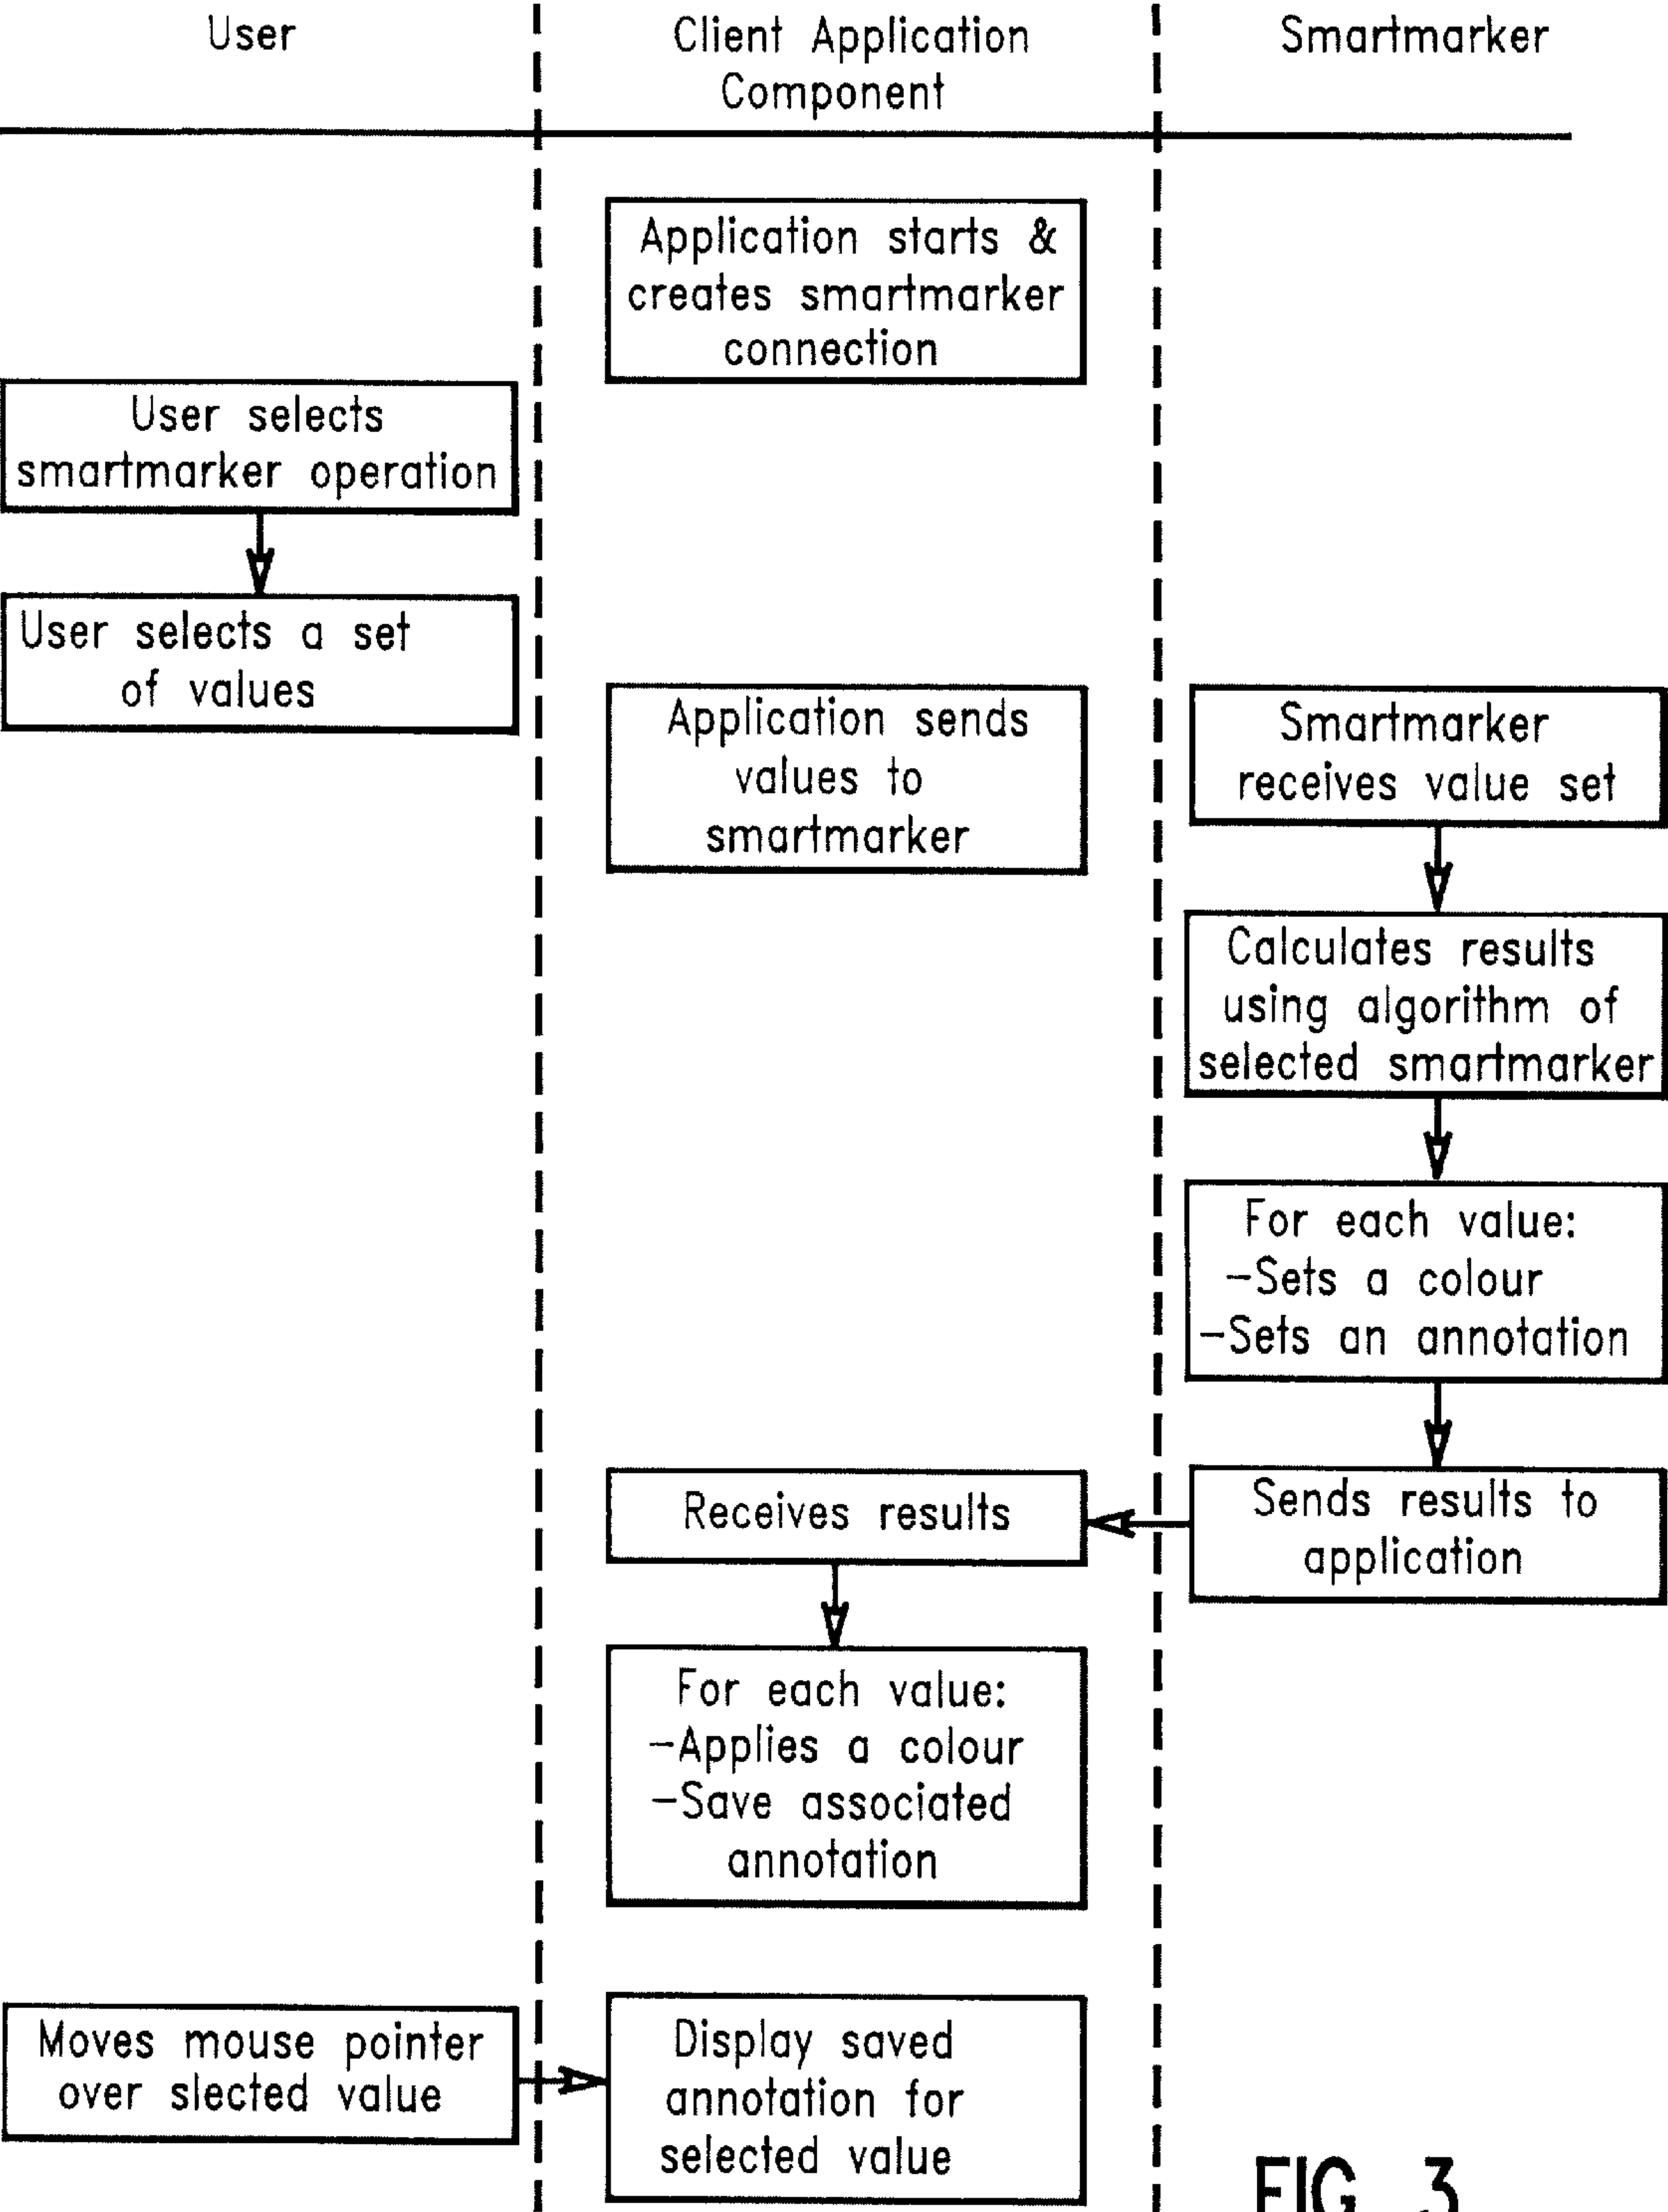 User
Client Application
Component
Smartmarker
Application starts &
creates smartmarker
connection
User selects
smartmarker operation
User selects a set
of values
Application sends
values to
smartmarker
Smartmarker
receives value set
Calculates results
using algorithm of
selected smartmarker
For each value:
-Sets a colour
-Sets an annotation
Sends results to
application
Receives results
For each value:
-Applies a colour
-Save associated
annotation
Moves mouse pointer
over slected value
Display saved
annotation for
selected value
FIG. 3